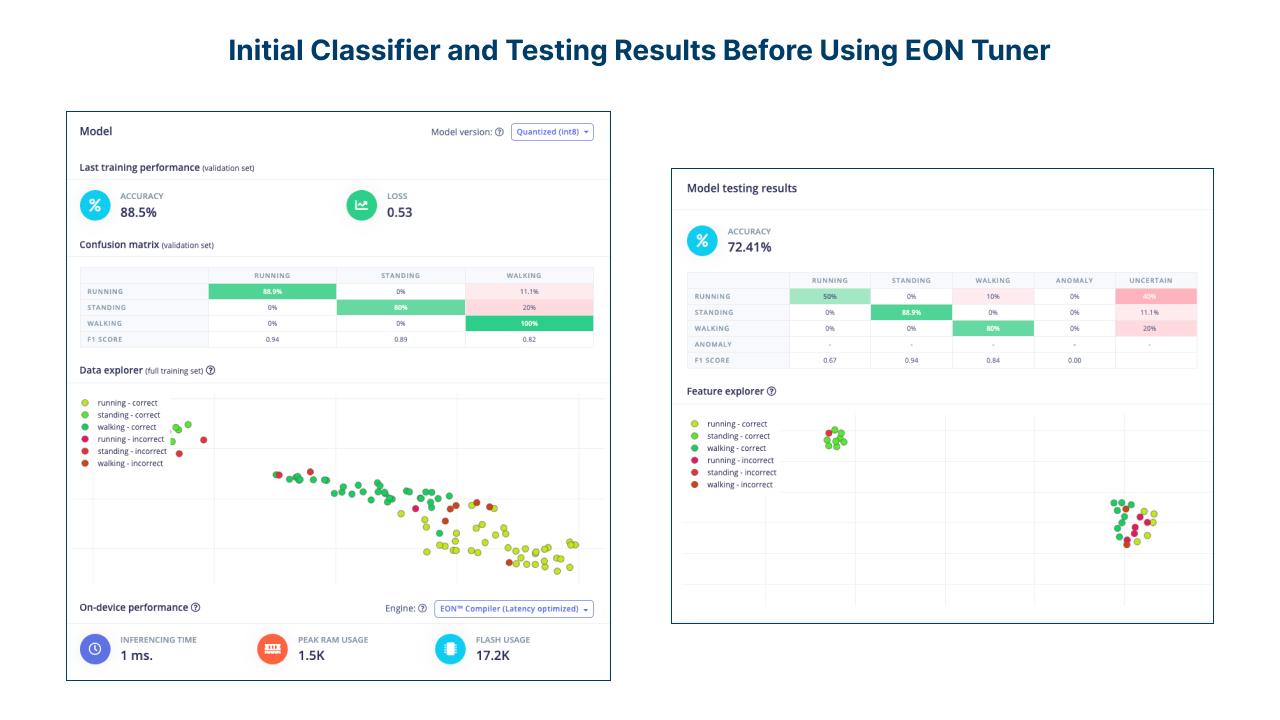 Initial Classifier and Testing Results Before Using EON Tuner
Model
Model version: Quantized (int8)
Last training performance (validation set)
ACCURACY
88.5%
LOSS
0.53
Confusion matrix (validation set)
RUNNING STANDING WALKING
RUNNING 88.9% 0% 11.1%
STANDING 0% 80% 20%
WALKING 0% 0% 100%
F1 SCORE 0.94 0.89 0.82
Data explorer (full training set)
running - correct
standing - correct
walking - correct
running - incorrect
standing - incorrect
walking - incorrect
On-device performance
Engine: EON™ Compiler (Latency optimized)
INFERENCING TIME
1 ms.
PEAK RAM USAGE
1.5K
FLASH USAGE
17.2K
Model testing results
ACCURACY
72.41%
RUNNING STANDING WALKING ANOMALY UNCERTAIN
RUNNING 50% 0% 10% 0% 40%
STANDING 0% 88.9% 0% 0% 11.1%
WALKING 0% 0% 80% 0% 20%
ANOMALY - - - - -
F1 SCORE 0.67 0.94 0.84 0.00
Feature explorer
running - correct
standing - correct
walking - correct
running - incorrect
standing - incorrect
walking - incorrect